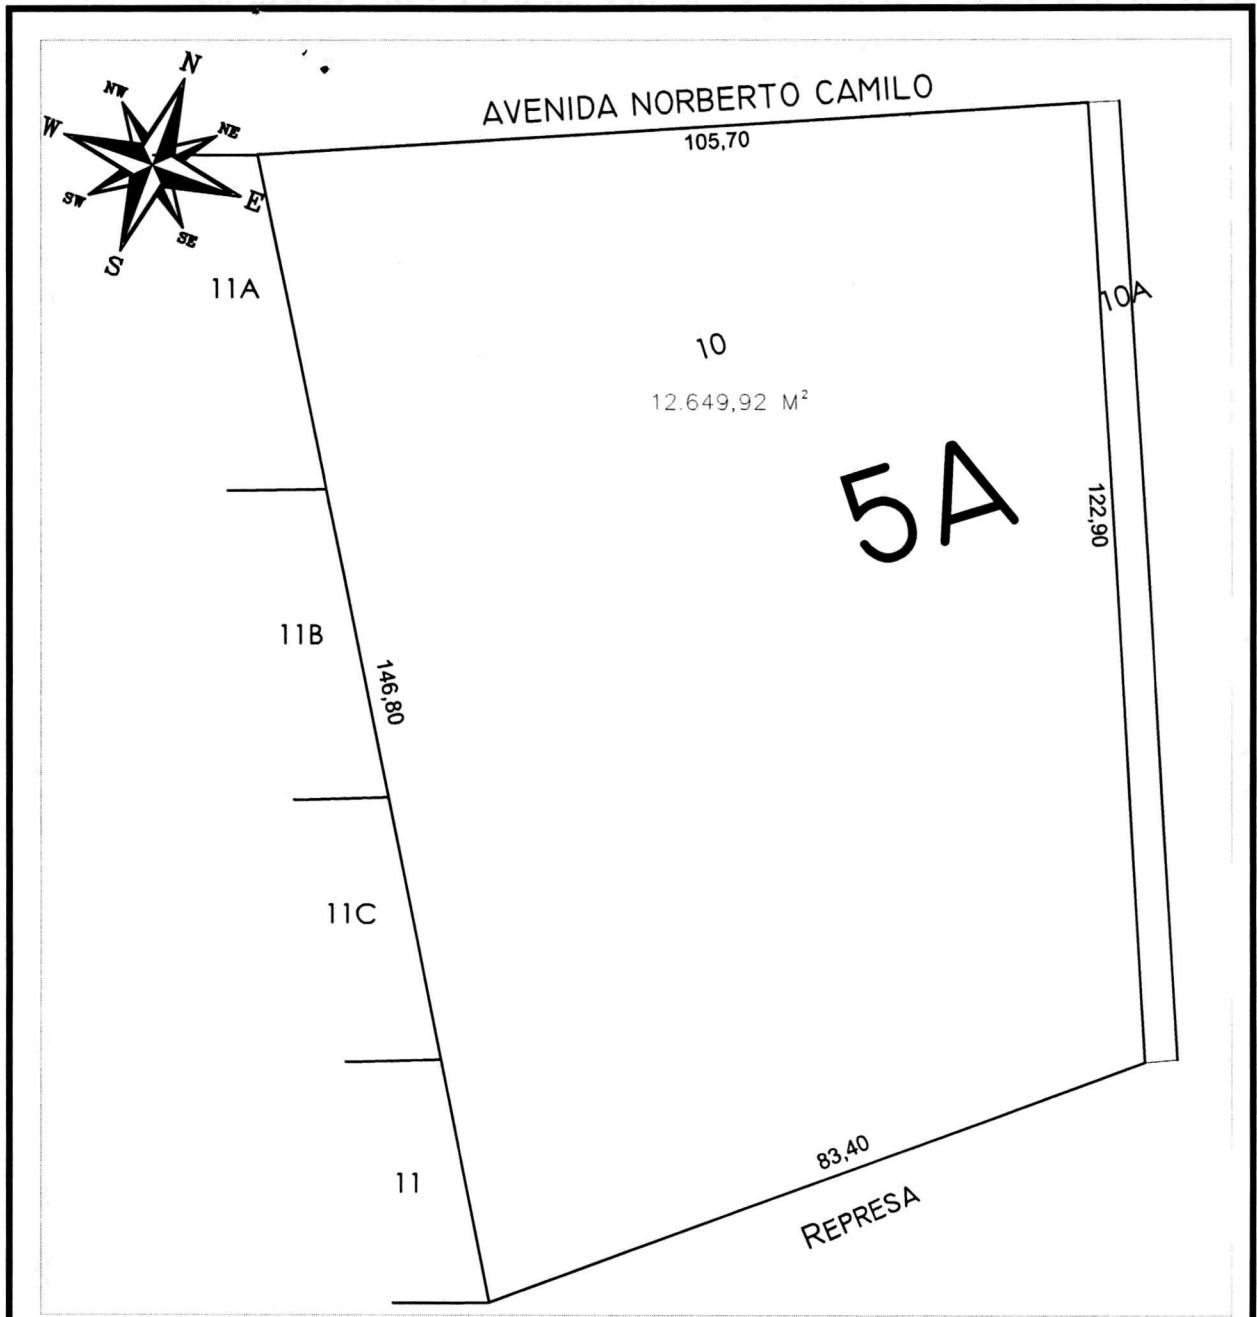 N
NW
W
NE
SW
E
SE
S
AVENIDA NORBERTO CAMILO
105,70
11A
10A
10
12.649,92 M²
5A
122,90
11B
146,80
11C
83,40
11
REPRESA